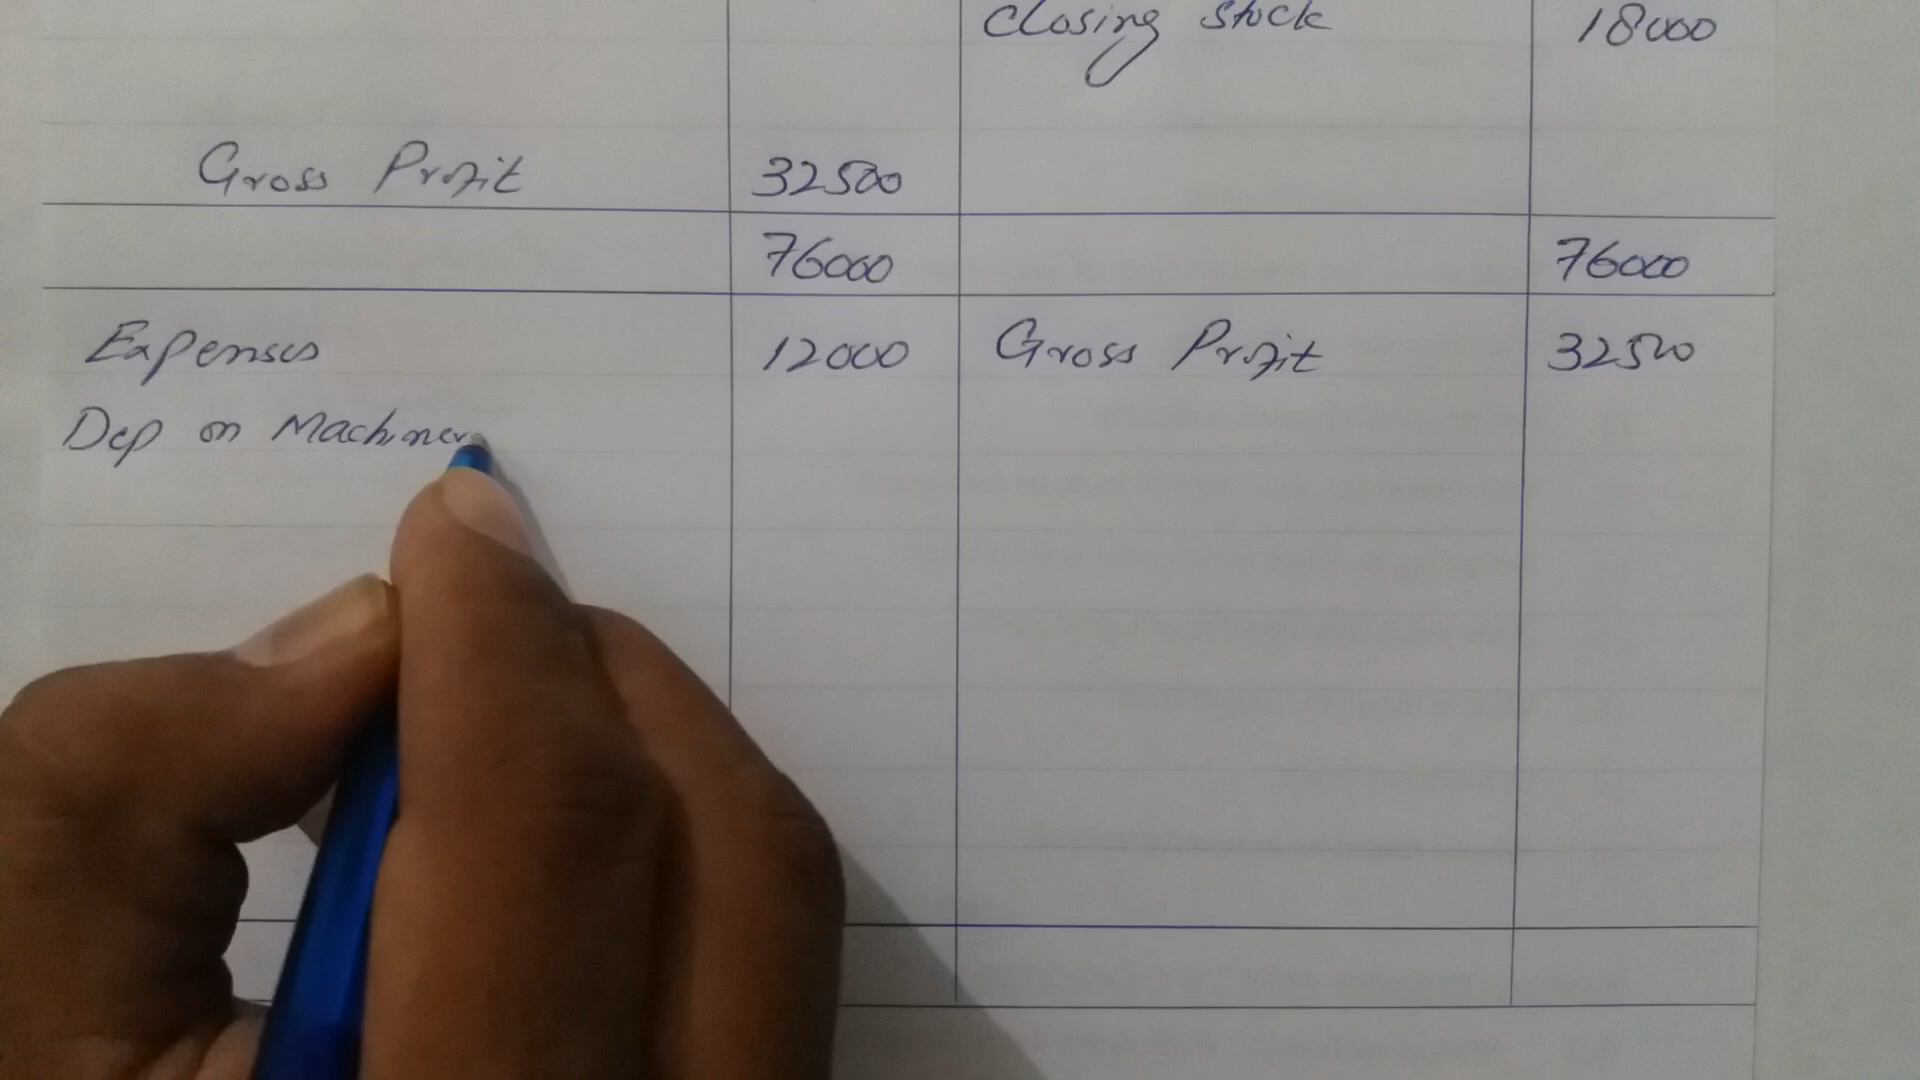 Closing Stock 18000
Gross Profit 32500
76000 76000
Expenses 12000 Gross Profit 32500
Dep on Machiner